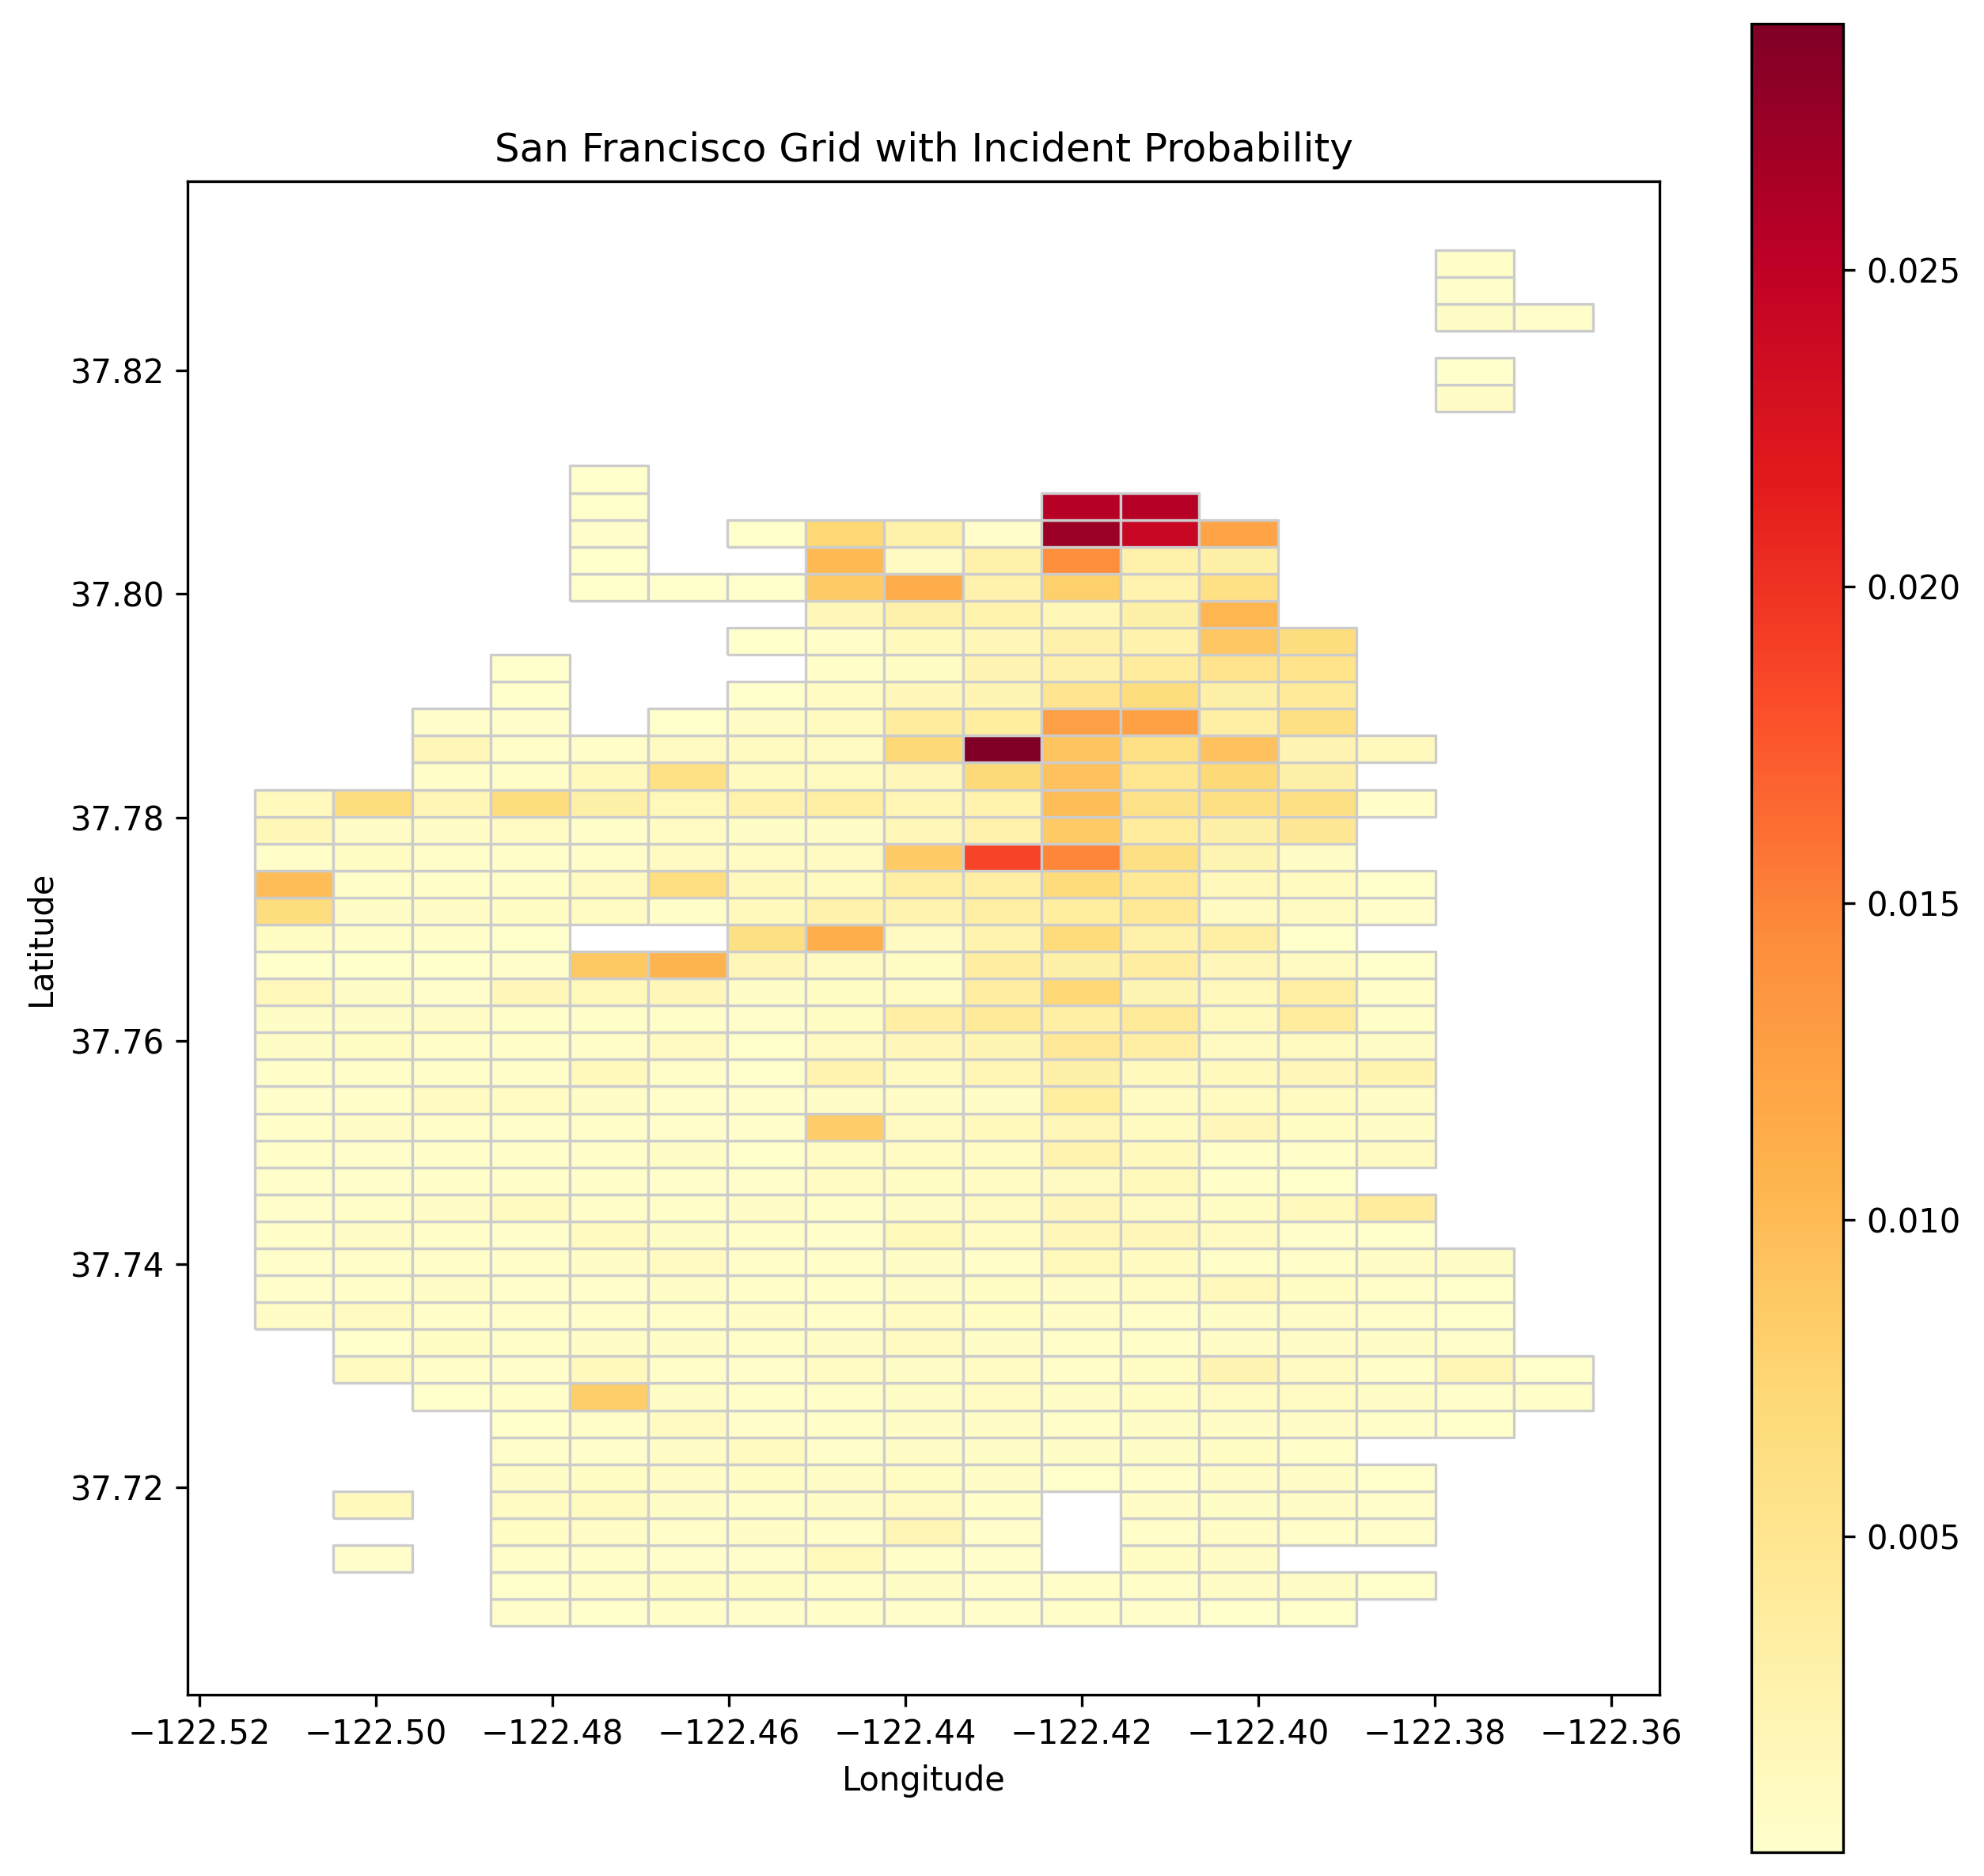 San Francisco Grid with Incident Probability
0.025
37.82
37.80
0.020
37.78
0.015
Latitude
37.76
0.010
37.74
0.005
37.72
−122.52 −122.50 −122.48 −122.46 −122.44 −122.42 −122.40 −122.38 −122.36
Longitude